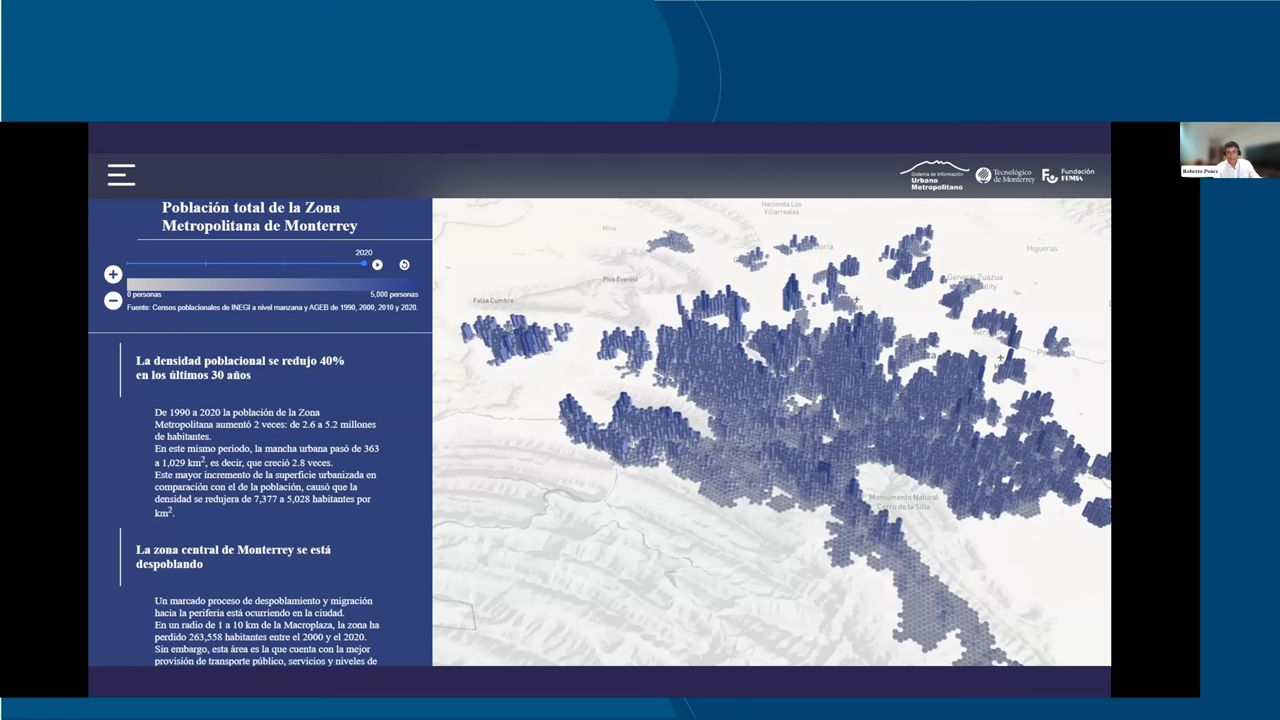 Sistema de Información
Urbano
Metropolitano
Tecnológico
de Monterrey
Fundación
FEMSA
Roberto Ponce
Población total de la Zona
Metropolitana de Monterrey
2020
+
−
0 personas
5,000 personas
Fuente: Censos poblacionales de INEGI a nivel manzana y AGEB de 1990, 2000, 2010 y 2020.
La densidad poblacional se redujo 40%
en los últimos 30 años
De 1990 a 2020 la población de la Zona
Metropolitana aumentó 2 veces: de 2.6 a 5.2 millones
de habitantes.
En este mismo periodo, la mancha urbana pasó de 363
a 1,029 km², es decir, que creció 2.8 veces.
Este mayor incremento de la superficie urbanizada en
comparación con el de la población, causó que la
densidad se redujera de 7,377 a 5,028 habitantes por
km².
La zona central de Monterrey se está
despoblando
Un marcado proceso de despoblamiento y migración
hacia la periferia está ocurriendo en la ciudad.
En un radio de 1 a 10 km de la Macroplaza, la zona ha
perdido 263,558 habitantes entre el 2000 y el 2020.
Sin embargo, esta área es la que cuenta con la mejor
provisión de transporte público, servicios y niveles de
Hacienda Los
Villarreales
Mina
Higueras
Pica Everest
General Zuazua
Falsa Cumbre
Monumento Natural
Cerro de la Silla